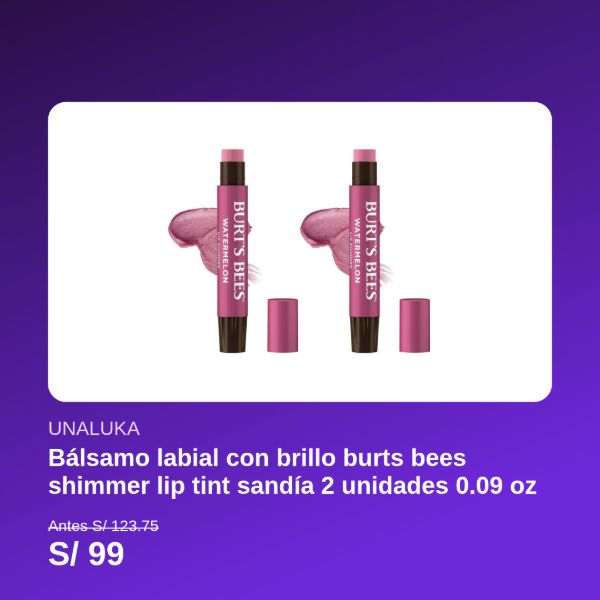 BURT'S BEES
WATERMELON
BURT'S BEES
WATERMELON
UNALUKA
Bálsamo labial con brillo burts bees
shimmer lip tint sandía 2 unidades 0.09 oz
Antes S/ 123.75
S/ 99